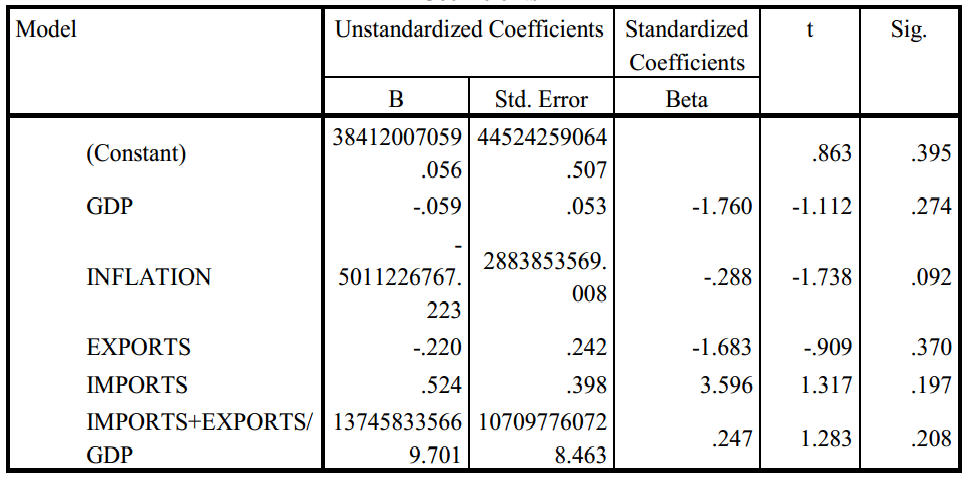 Model Unstandardized Coefficients Standardized Coefficients t Sig.
B Std. Error Beta
(Constant) 38412007059.056 44524259064.507 .863 .395
GDP -.059 .053 -1.760 -1.112 .274
INFLATION -5011226767.223 2883853569.008 -.288 -1.738 .092
EXPORTS -.220 .242 -1.683 -.909 .370
IMPORTS .524 .398 3.596 1.317 .197
IMPORTS+EXPORTS/GDP 137458335669.701 107097760728.463 .247 1.283 .208